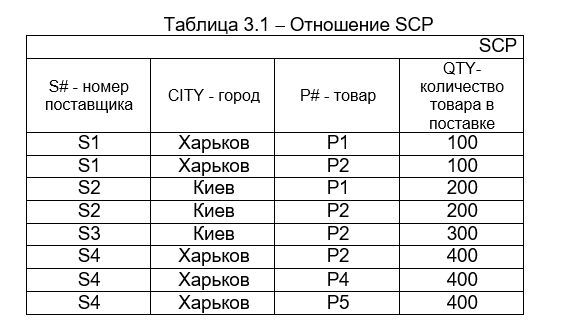 Таблица 3.1 – Отношение SCP
SCP
S# - номер поставщика CITY - город P# - товар QTY- количество товара в поставке
S1 Харьков P1 100
S1 Харьков P2 100
S2 Киев P1 200
S2 Киев P2 200
S3 Киев P2 300
S4 Харьков P2 400
S4 Харьков P4 400
S4 Харьков P5 400